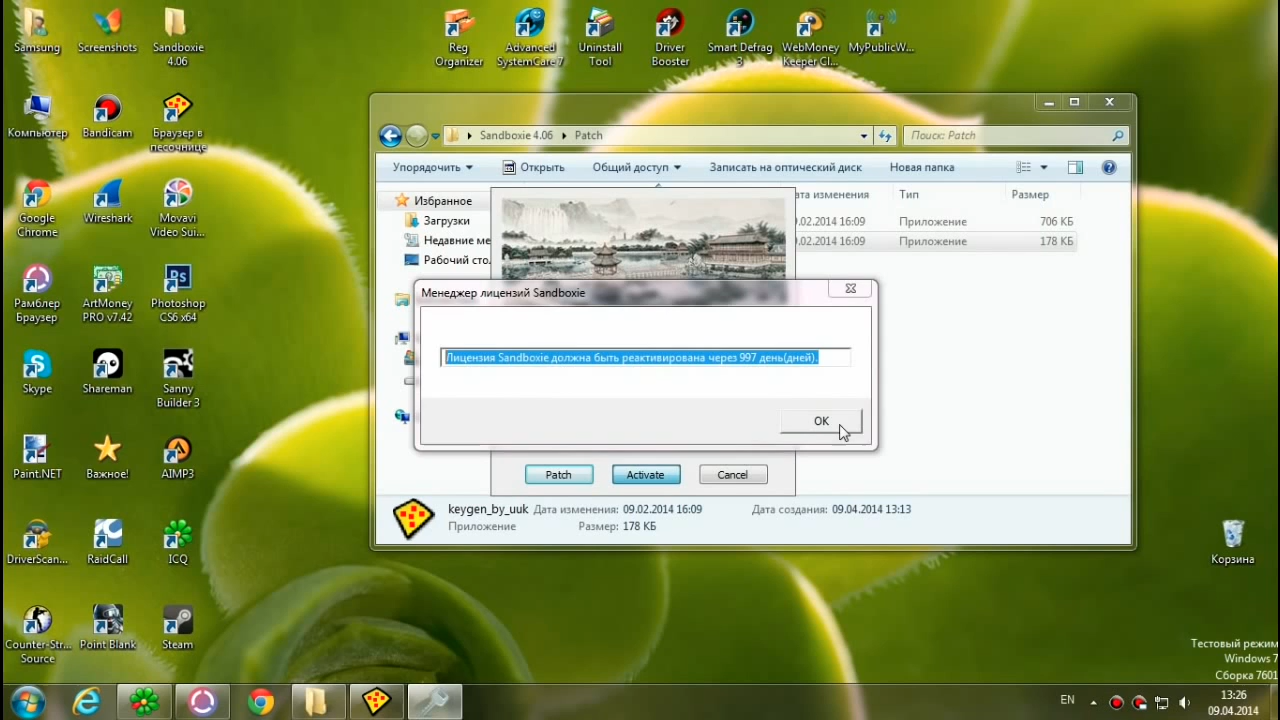 Samsung
Screenshots
Sandboxie
4.06
Reg
Organizer
Advanced
SystemCare 7
Uninstall
Tool
Driver
Booster
Smart Defrag
3
WebMoney
Keeper Cl...
MyPublicW...
Компьютер
Bandicam
Браузер в
песочнице
Google
Chrome
Wireshark
Movavi
Video Sui...
Рамблер
Браузер
ArtMoney
PRO v7.42
Photoshop
CS6 x64
Skype
Shareman
Sanny
Builder 3
Paint.NET
Важное!
AIMP3
DriverScan...
RaidCall
ICQ
Counter-Str...
Source
Point Blank
Steam
Sandboxie 4.06 Patch
Поиск: Patch
Упорядочить Открыть Общий доступ Записать на оптический диск Новая папка
Избранное
Загрузки
Недавние ме
Рабочий сто
ата изменения Тип Размер
9.02.2014 16:09 Приложение 706 КБ
9.02.2014 16:09 Приложение 178 КБ
Менеджер лицензий Sandboxie
Лицензия Sandboxie должна быть реактивирована через 997 день(дней).
OK
Patch Activate Cancel
keygen_by_uuk Дата изменения: 09.02.2014 16:09 Дата создания: 09.04.2014 13:13
Приложение Размер: 178 КБ
Корзина
Тестовый режим
Windows 7
Сборка 7601
EN
13:26
09.04.2014